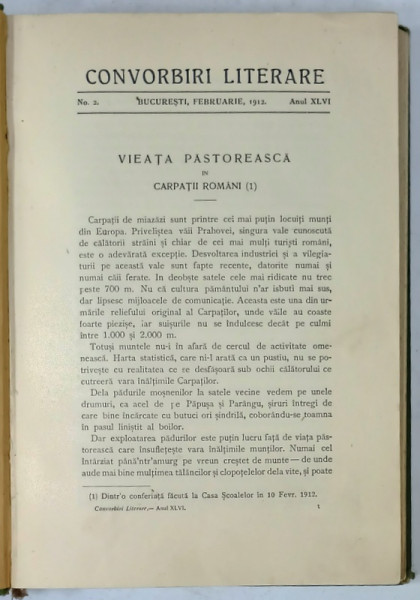 CONVORBIRI LITERARE
No. 2. BUCUREȘTI, FEBRUARIE, 1912. Anul XLVI
VIEAȚA PĂSTOREASCĂ
IN
CARPAȚII ROMÂNI (1)
Carpații de miazăzi sunt printre cei mai puțin locuiți munți
din Europa. Priveliștea văii Prahovei, singura vale cunoscută
de călătorii străini și chiar de cei mai mulți turiști români,
este o adevărată excepție. Desvoltarea industriei și a vilegia-
turii pe această vale sunt fapte recente, datorite numai și
numai căii ferate. În deobște satele cele mai ridicate nu trec
peste 700 m. Nu că cultura pământului n'ar isbuti mai sus,
dar lipsesc mijloacele de comunicație. Aceasta este una din ur-
mările reliefului original al Carpaților, unde văile au coaste
foarte piezișe, iar suișurile nu se îndulcesc decât pe culmi
între 1.000 și 2.000 m.
Totuși muntele nu-i în afară de cercul de activitate ome-
nească. Harta statistică, care ni-l arată ca un pustiu, nu se po-
trivește cu realitatea ce se desfășoară sub ochii călătorului ce
cutreeră vara înălțimile Carpaților.
Dela pădurile moșnenilor la satele vecine vedem pe unele
drumuri, ca acel de pe Păpușa și Parângu, șiruri întregi de
care bine încărcate cu butuci ori șindrilă, coborându-se toamna
în pasul liniștit al boilor.
Dar exploatarea pădurilor este puțin lucru față de viața păs-
torească care însuflețește vara înălțimile munților. Numai cel
întârziat până'ntr'amurg pe vreun creștet de munte — de unde
aude mai bine mulțimea tălăncilor și clopoțelelor dela vite, și poate
(1) Dintr'o conferință făcută la Casa Școalelor în 10 Fevr. 1912.
Convorbiri Literare,— Anul XLVI. 1